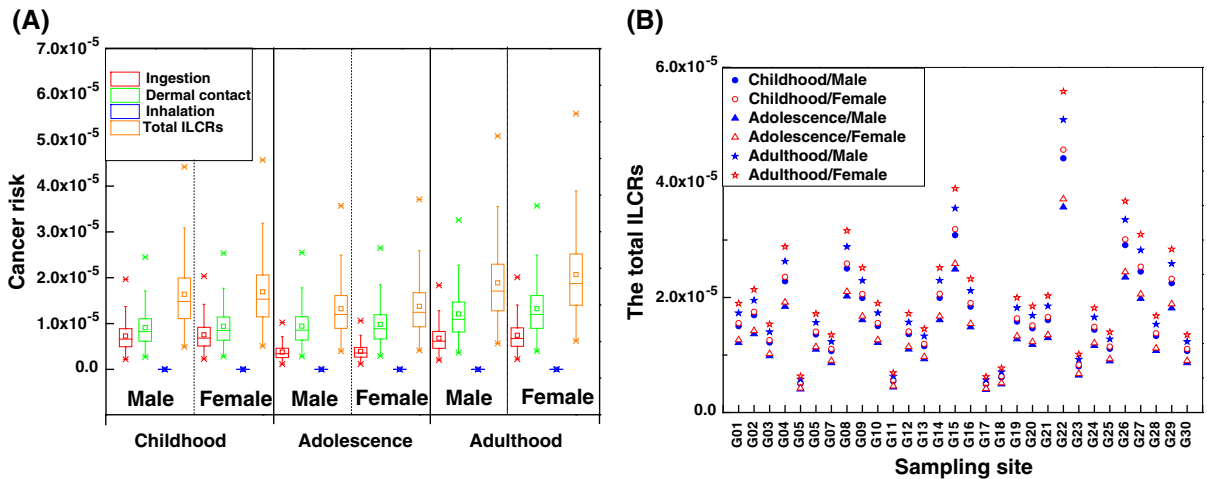 (A)
Cancer risk
7.0x10-5
6.0x10-5
5.0x10-5
4.0x10-5
3.0x10-5
2.0x10-5
1.0x10-5
0.0
Ingestion
Dermal contact
Inhalation
Total ILCRs
Male Female Male Female Male Female
Childhood Adolescence Adulthood
(B)
The total ILCRs
6.0x10-5
4.0x10-5
2.0x10-5
0.0
Childhood/Male
Childhood/Female
Adolescence/Male
Adolescence/Female
Adulthood/Male
Adulthood/Female
G01 G02 G03 G04 G05 G05 G07 G08 G09 G10 G11 G12 G13 G14 G15 G16 G17 G18 G19 G20 G21 G22 G23 G24 G25 G26 G27 G28 G29 G30
Sampling site